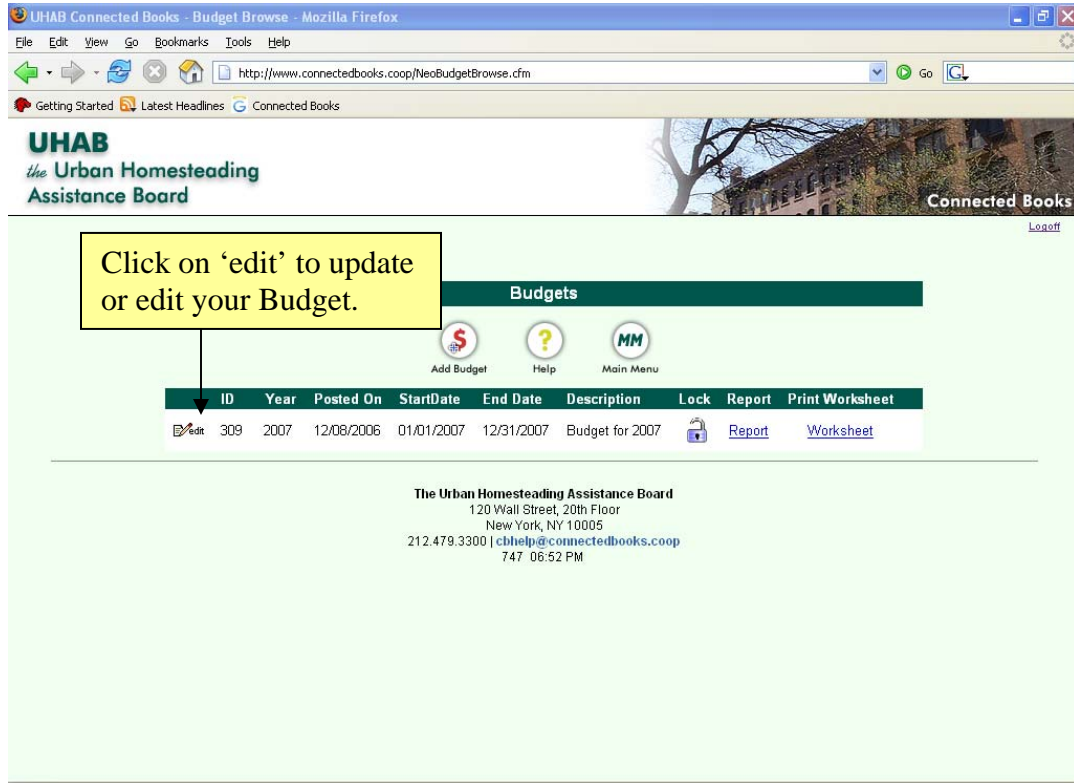 UHAB Connected Books - Budget Browse - Mozilla Firefox
File Edit View Go Bookmarks Tools Help
http://www.connectedbooks.coop/NeoBudgetBrowse.cfm Go G
Getting Started Latest Headlines G Connected Books
UHAB
the Urban Homesteading
Assistance Board
Connected Books
Logoff
Click on ‘edit’ to update
or edit your Budget.
Budgets
$ ? MM
Add Budget Help Main Menu
ID Year Posted On StartDate End Date Description Lock Report Print Worksheet
edit 309 2007 12/08/2006 01/01/2007 12/31/2007 Budget for 2007 Report Worksheet
The Urban Homesteading Assistance Board
120 Wall Street, 20th Floor
New York, NY 10005
212.479.3300 | cbhelp@connectedbooks.coop
747 06:52 PM